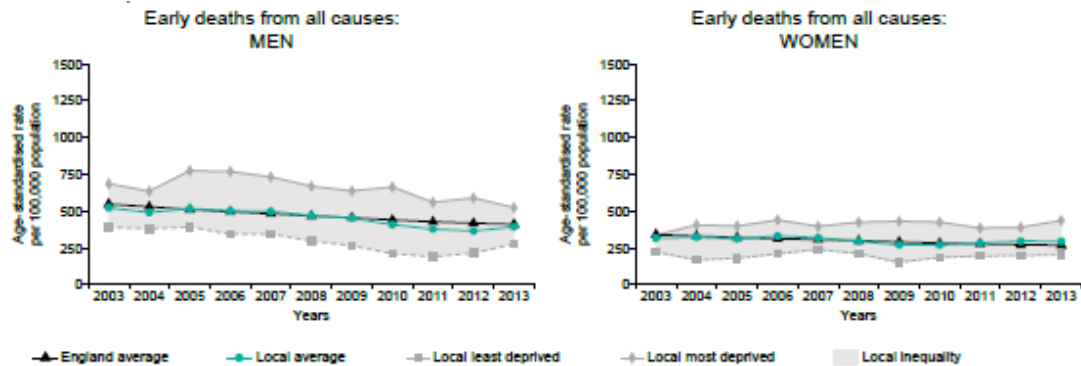 Early deaths from all causes:
MEN
Age-standardised rate
per 100,000 population
1500
1250
1000
750
500
250
0
2003 2004 2005 2006 2007 2008 2009 2010 2011 2012 2013
Years
Early deaths from all causes:
WOMEN
Age-standardised rate
per 100,000 population
1500
1250
1000
750
500
250
0
2003 2004 2005 2006 2007 2008 2009 2010 2011 2012 2013
Years
England average Local average Local least deprived Local most deprived Local inequality